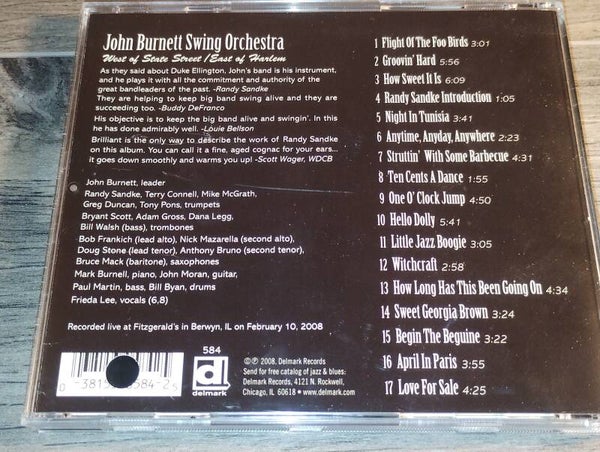 John Burnett Swing Orchestra
West of State Street / East of Harlem
As they said about Duke Ellington, John's band is his instrument,
and he plays it with all the commitment and authority of the
great bandleaders of the past. -Randy Sandke
They are helping to keep big band swing alive and they are
succeeding too. -Buddy DeFranco
His objective is to keep the big band alive and swingin'. In this
he has done admirably well. -Louie Bellson
Brilliant is the only way to describe the work of Randy Sandke
on this album. You can call it a fine, aged cognac for your ears...
it goes down smoothly and warms you up! -Scott Wager, WDCB
John Burnett, leader
Randy Sandke, Terry Connell, Mike McGrath,
Greg Duncan, Tony Pons, trumpets
Bryant Scott, Adam Gross, Dana Legg,
Bill Walsh (bass), trombones
Bob Frankich (lead alto), Nick Mazarella (second alto),
Doug Stone (lead tenor), Anthony Bruno (second tenor),
Bruce Mack (baritone), saxophones
Mark Burnell, piano, John Moran, guitar,
Paul Martin, bass, Bill Byan, drums
Frieda Lee, vocals (6,8)
Recorded live at Fitzgerald's in Berwyn, IL on February 10, 2008
1 Flight Of The Foo Birds 3:01
2 Groovin' Hard 5:56
3 How Sweet It Is 6:09
4 Randy Sandke Introduction 1:05
5 Night In Tunisia 3:41
6 Anytime, Anyday, Anywhere 2:23
7 Struttin' With Some Barbecue 4:31
8 Ten Cents A Dance 1:55
9 One O' Clock Jump 4:50
10 Hello Dolly 5:41
11 Little Jazz Boogie 3:05
12 Witchcraft 2:58
13 How Long Has This Been Going On 4:34
14 Sweet Georgia Brown 3:24
15 Begin The Beguine 3:22
16 April In Paris 3:55
17 Love For Sale 4:25
584
d
delmark
©℗ 2008, Delmark Records
Send for free catalog of jazz & blues:
Delmark Records, 4121 N. Rockwell,
Chicago, IL 60618 • www.delmark.com